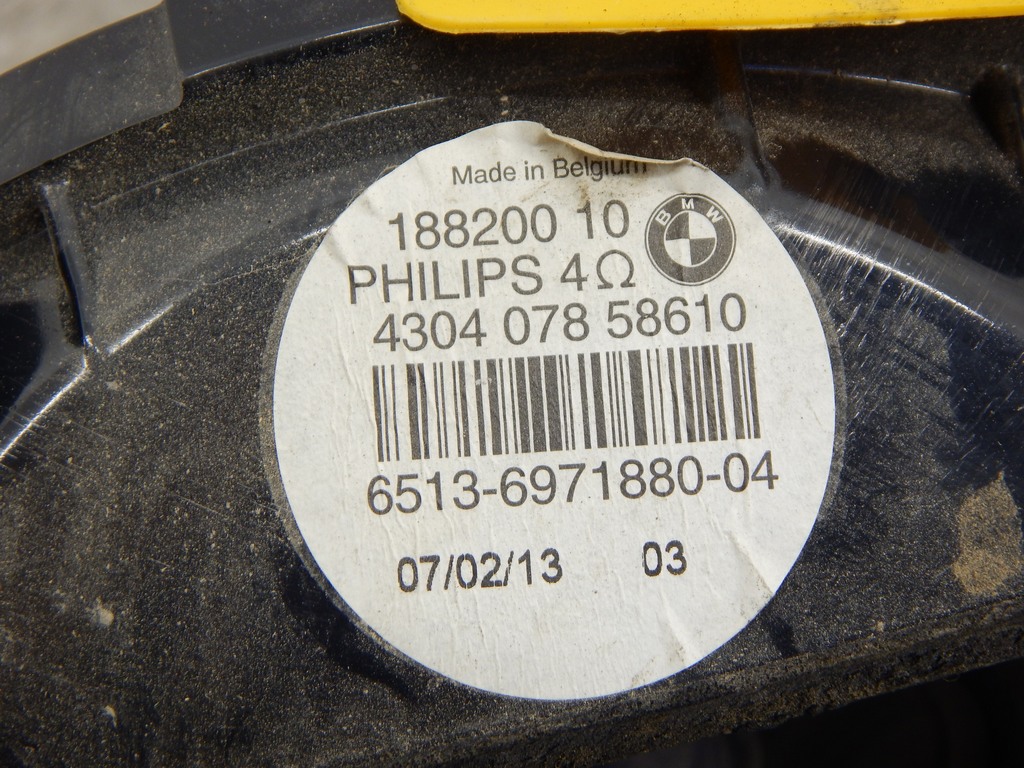 Made in Belgium
188200 10
BMW
PHILIPS 4Ω
4304 078 58610
6513-6971880-04
07/02/13 03